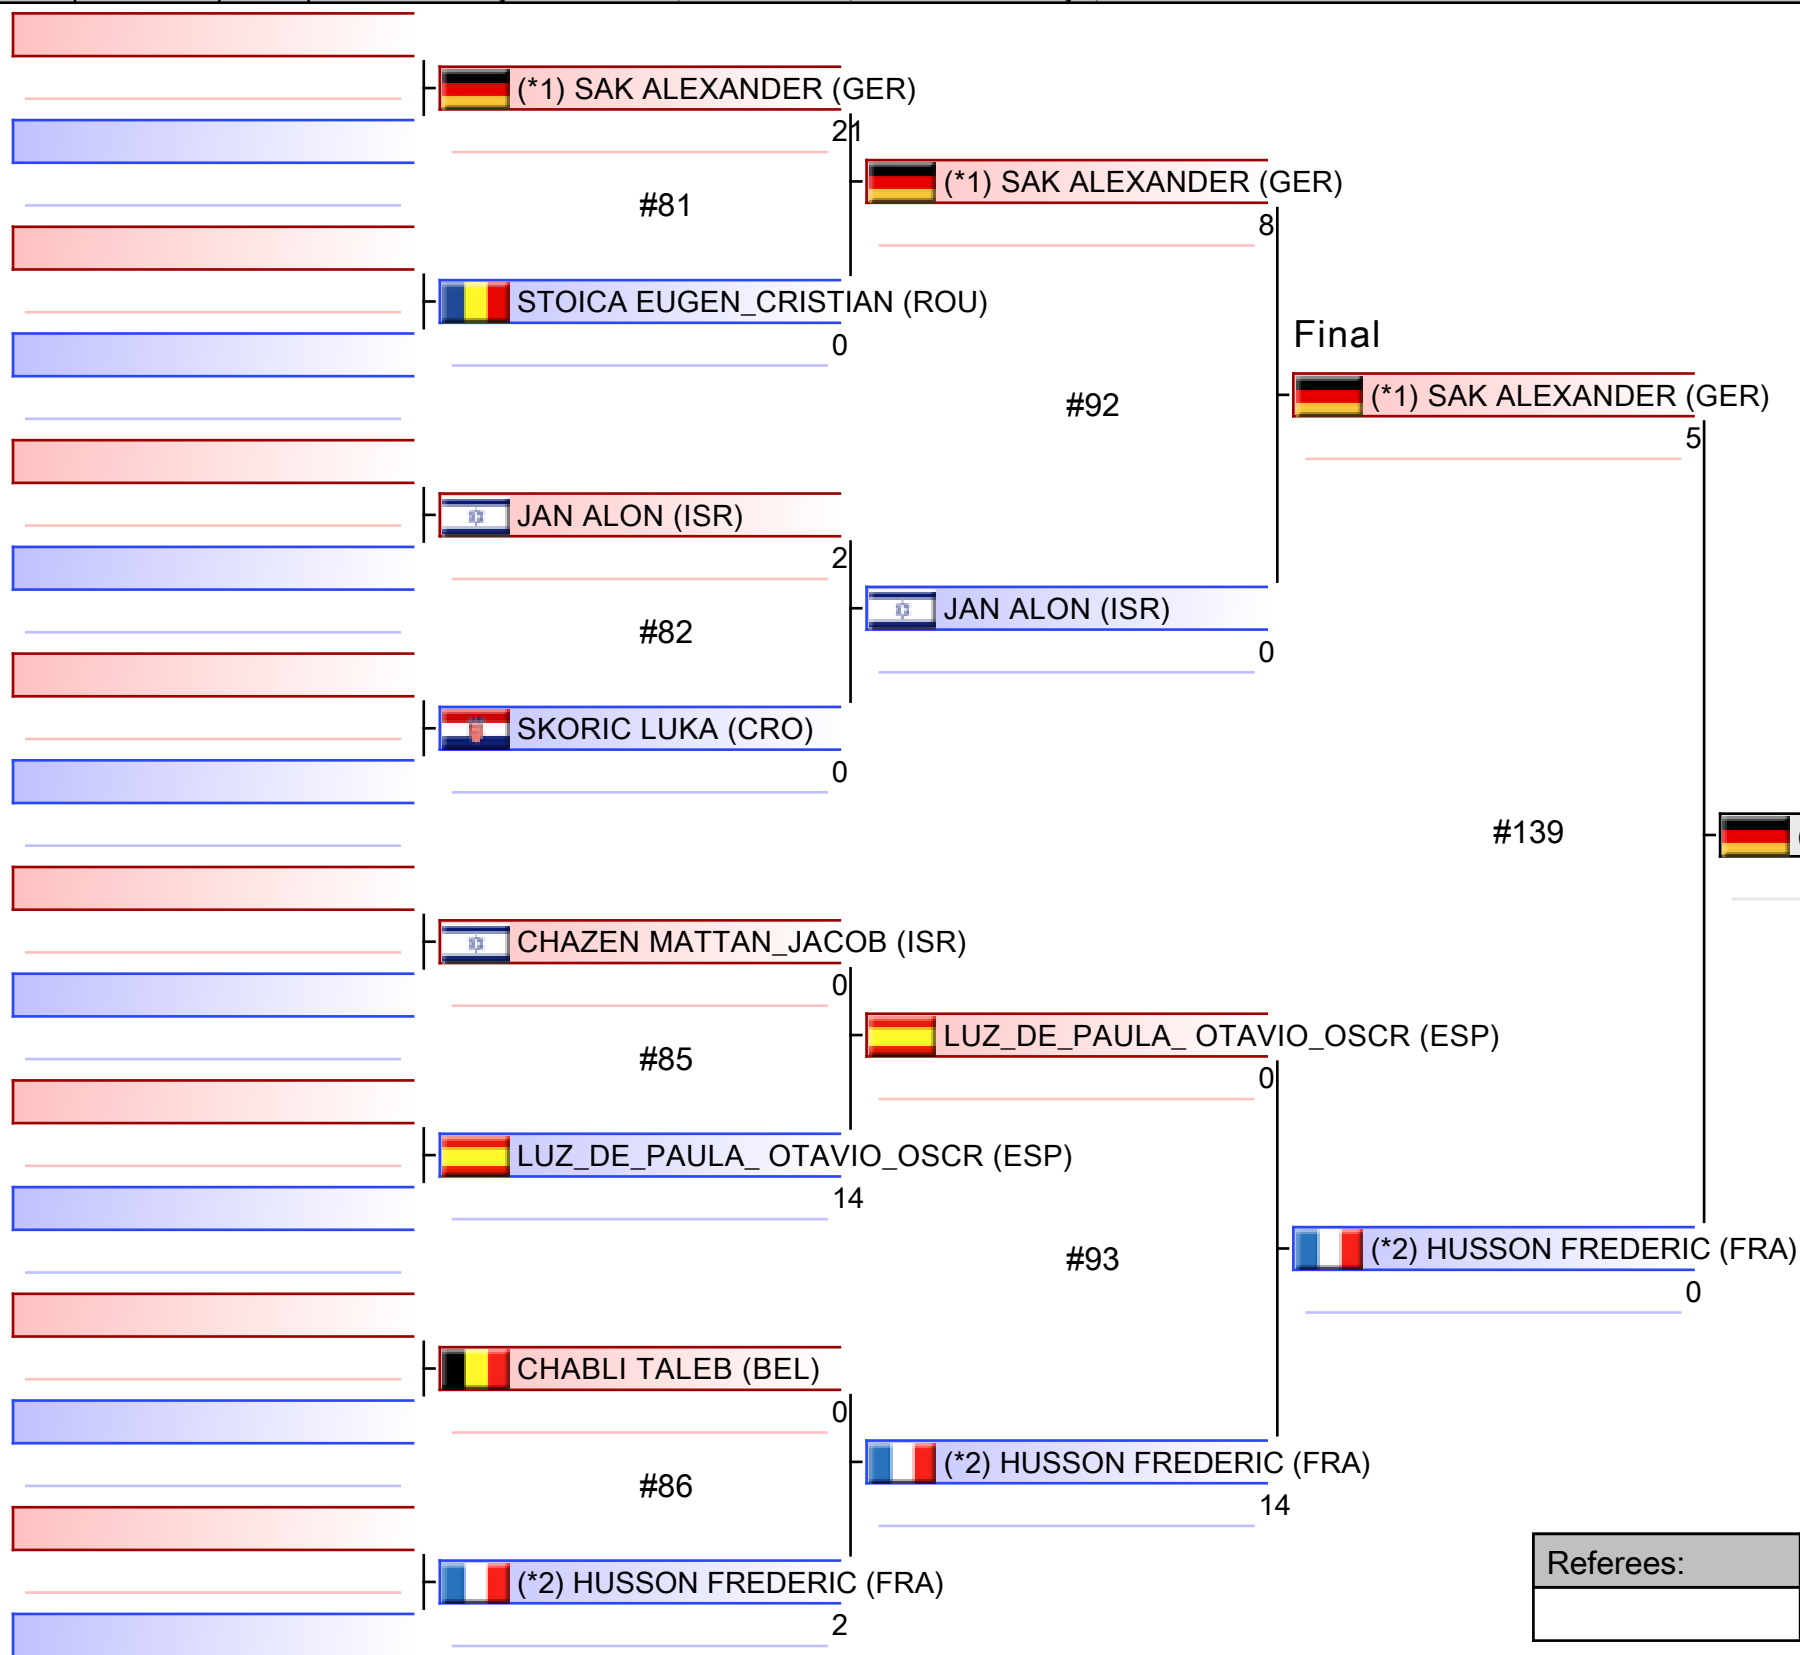 (*1) SAK ALEXANDER (GER)
21
#81
STOICA EUGEN_CRISTIAN (ROU)
0
JAN ALON (ISR)
2
#82
SKORIC LUKA (CRO)
0
CHAZEN MATTAN_JACOB (ISR)
0
#85
LUZ_DE_PAULA_ OTAVIO_OSCR (ESP)
14
CHABLI TALEB (BEL)
0
#86
(*2) HUSSON FREDERIC (FRA)
2
(*1) SAK ALEXANDER (GER)
8
#92
JAN ALON (ISR)
0
LUZ_DE_PAULA_ OTAVIO_OSCR (ESP)
0
#93
(*2) HUSSON FREDERIC (FRA)
14
Final
(*1) SAK ALEXANDER (GER)
5
#139
(*2) HUSSON FREDERIC (FRA)
0
Referees: